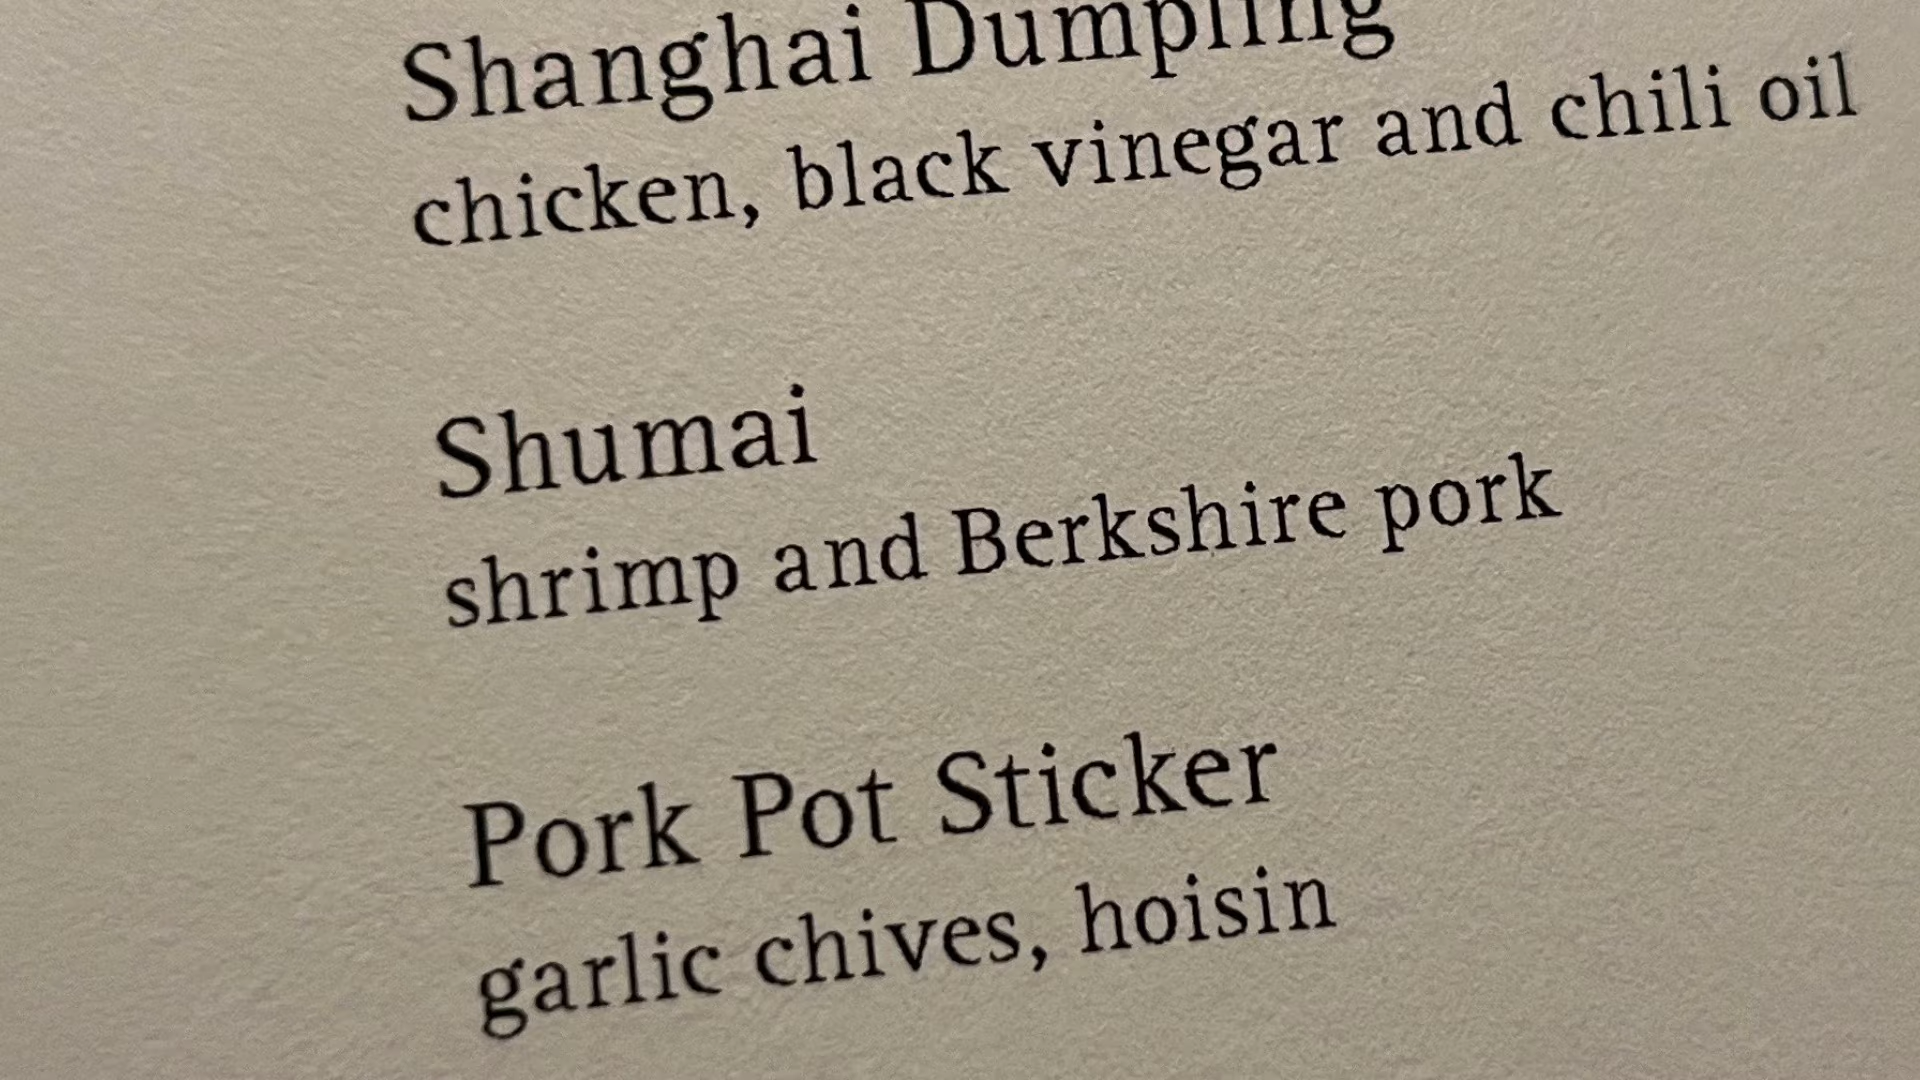 Shanghai Dumpling
chicken, black vinegar and chili oil
Shumai
shrimp and Berkshire pork
Pork Pot Sticker
garlic chives, hoisin